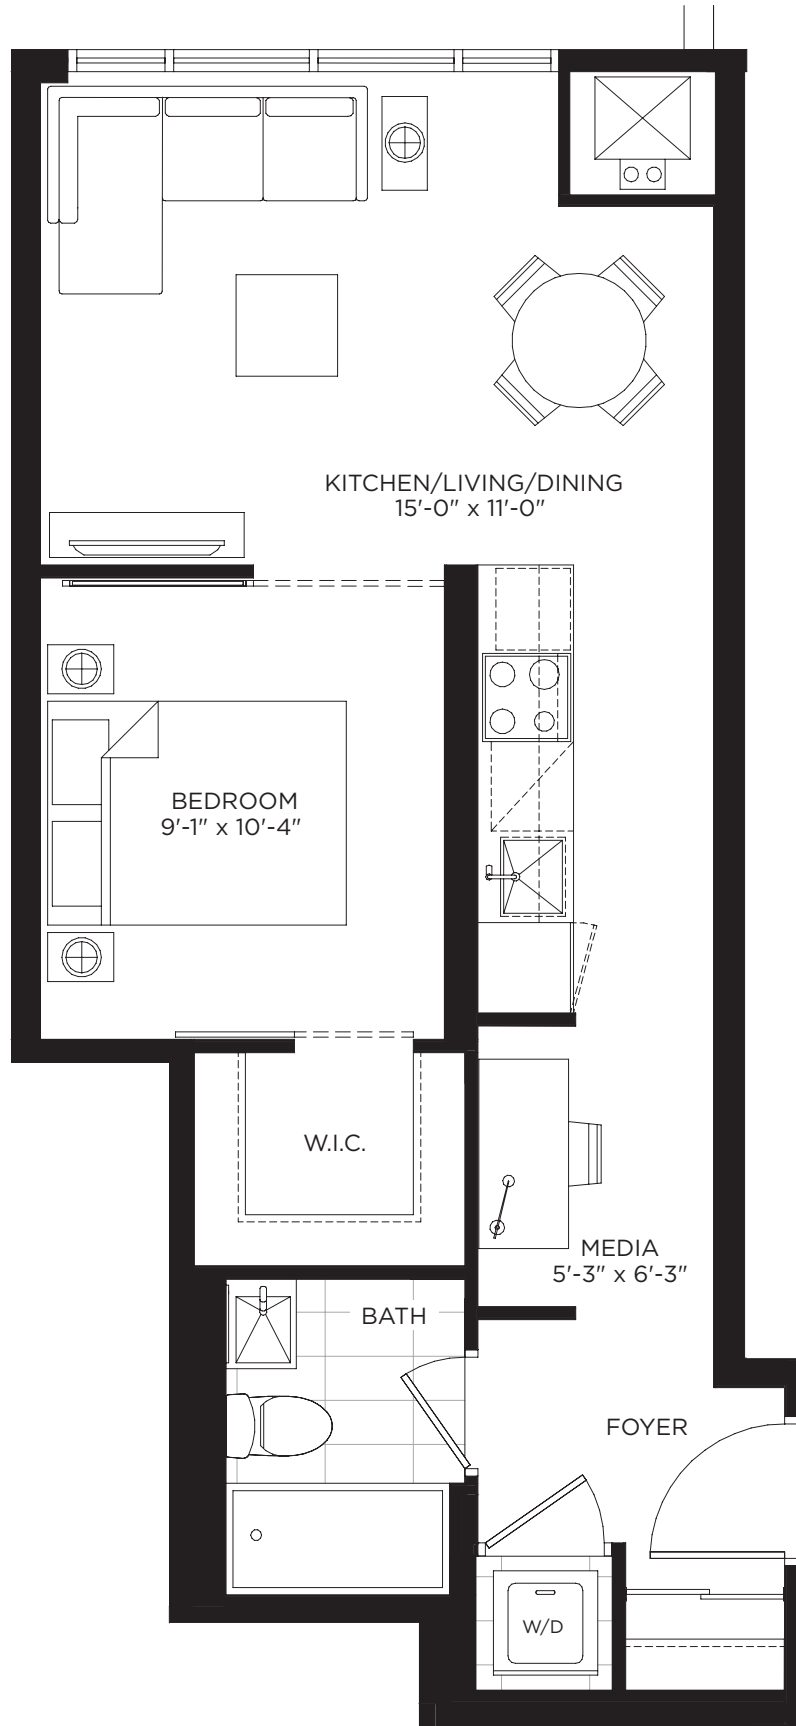 KITCHEN/LIVING/DINING
15'-0" x 11'-0"
BEDROOM
9'-1" x 10'-4"
W.I.C.
MEDIA
5'-3" x 6'-3"
BATH
FOYER
W/D